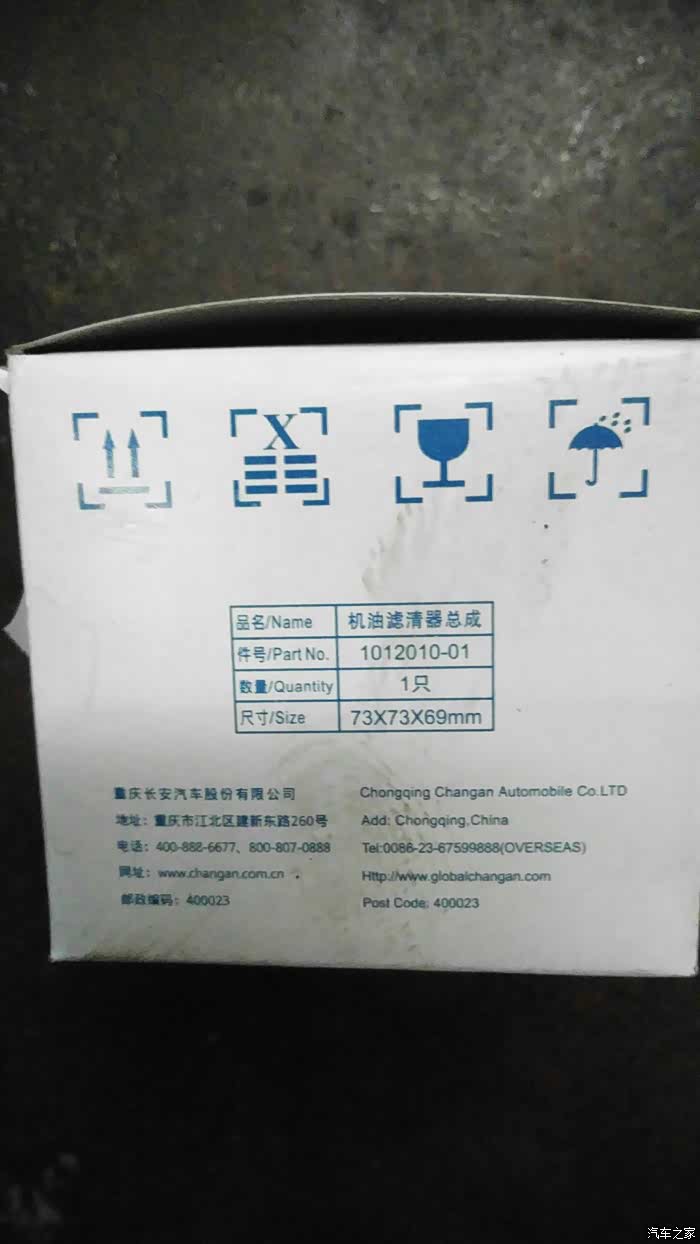 X
品名/Name 机油滤清器总成
件号/Part No. 1012010-01
数量/Quantity 1只
尺寸/Size 73X73X69mm
重庆长安汽车股份有限公司
地址：重庆市江北区建新东路260号
电话：400-888-6677、800-807-0888
网址：www.changan.com.cn
邮政编码：400023
Chongqing Changan Automobile Co.LTD
Add: Chongqing,China
Tel:0086-23-67599888(OVERSEAS)
Http://www.globalchangan.com
Post Code: 400023
汽车之家